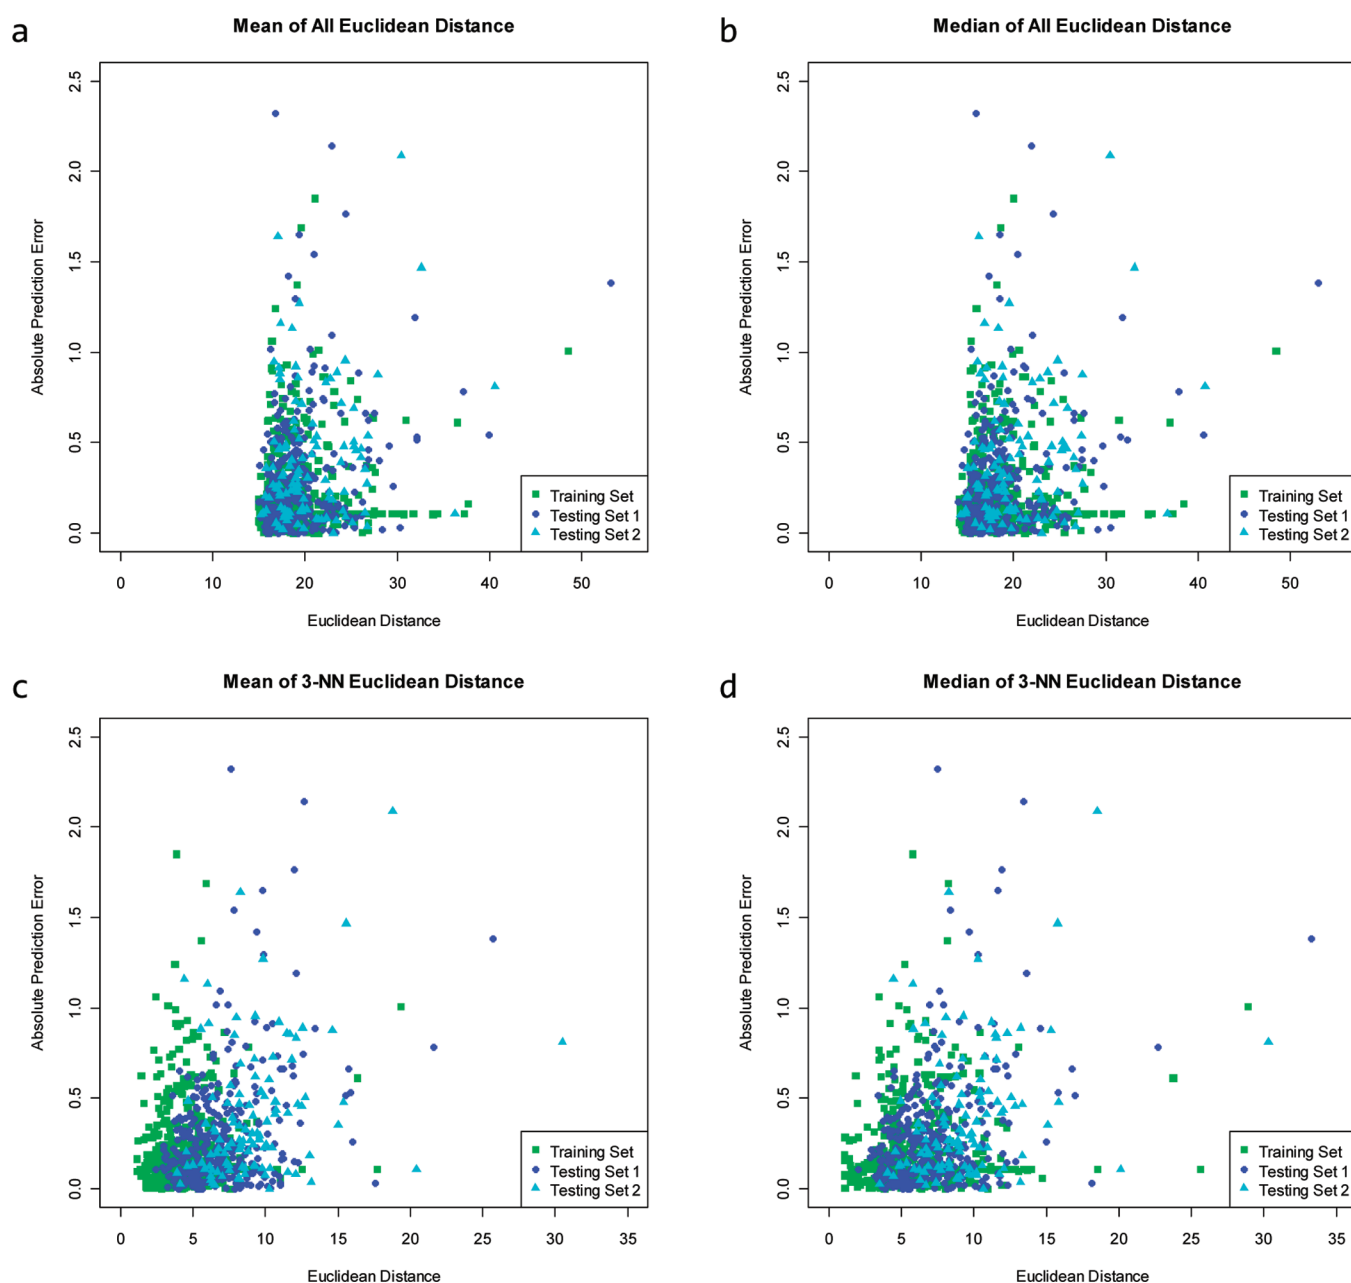 a
Mean of All Euclidean Distance
Absolute Prediction Error
2.5
2.0
1.5
1.0
0.5
0.0
0 10 20 30 40 50
Euclidean Distance
Training Set
Testing Set 1
Testing Set 2
b
Median of All Euclidean Distance
Absolute Prediction Error
2.5
2.0
1.5
1.0
0.5
0.0
0 10 20 30 40 50
Euclidean Distance
Training Set
Testing Set 1
Testing Set 2
c
Mean of 3-NN Euclidean Distance
Absolute Prediction Error
2.5
2.0
1.5
1.0
0.5
0.0
0 5 10 15 20 25 30 35
Euclidean Distance
Training Set
Testing Set 1
Testing Set 2
d
Median of 3-NN Euclidean Distance
Absolute Prediction Error
2.5
2.0
1.5
1.0
0.5
0.0
0 5 10 15 20 25 30 35
Euclidean Distance
Training Set
Testing Set 1
Testing Set 2